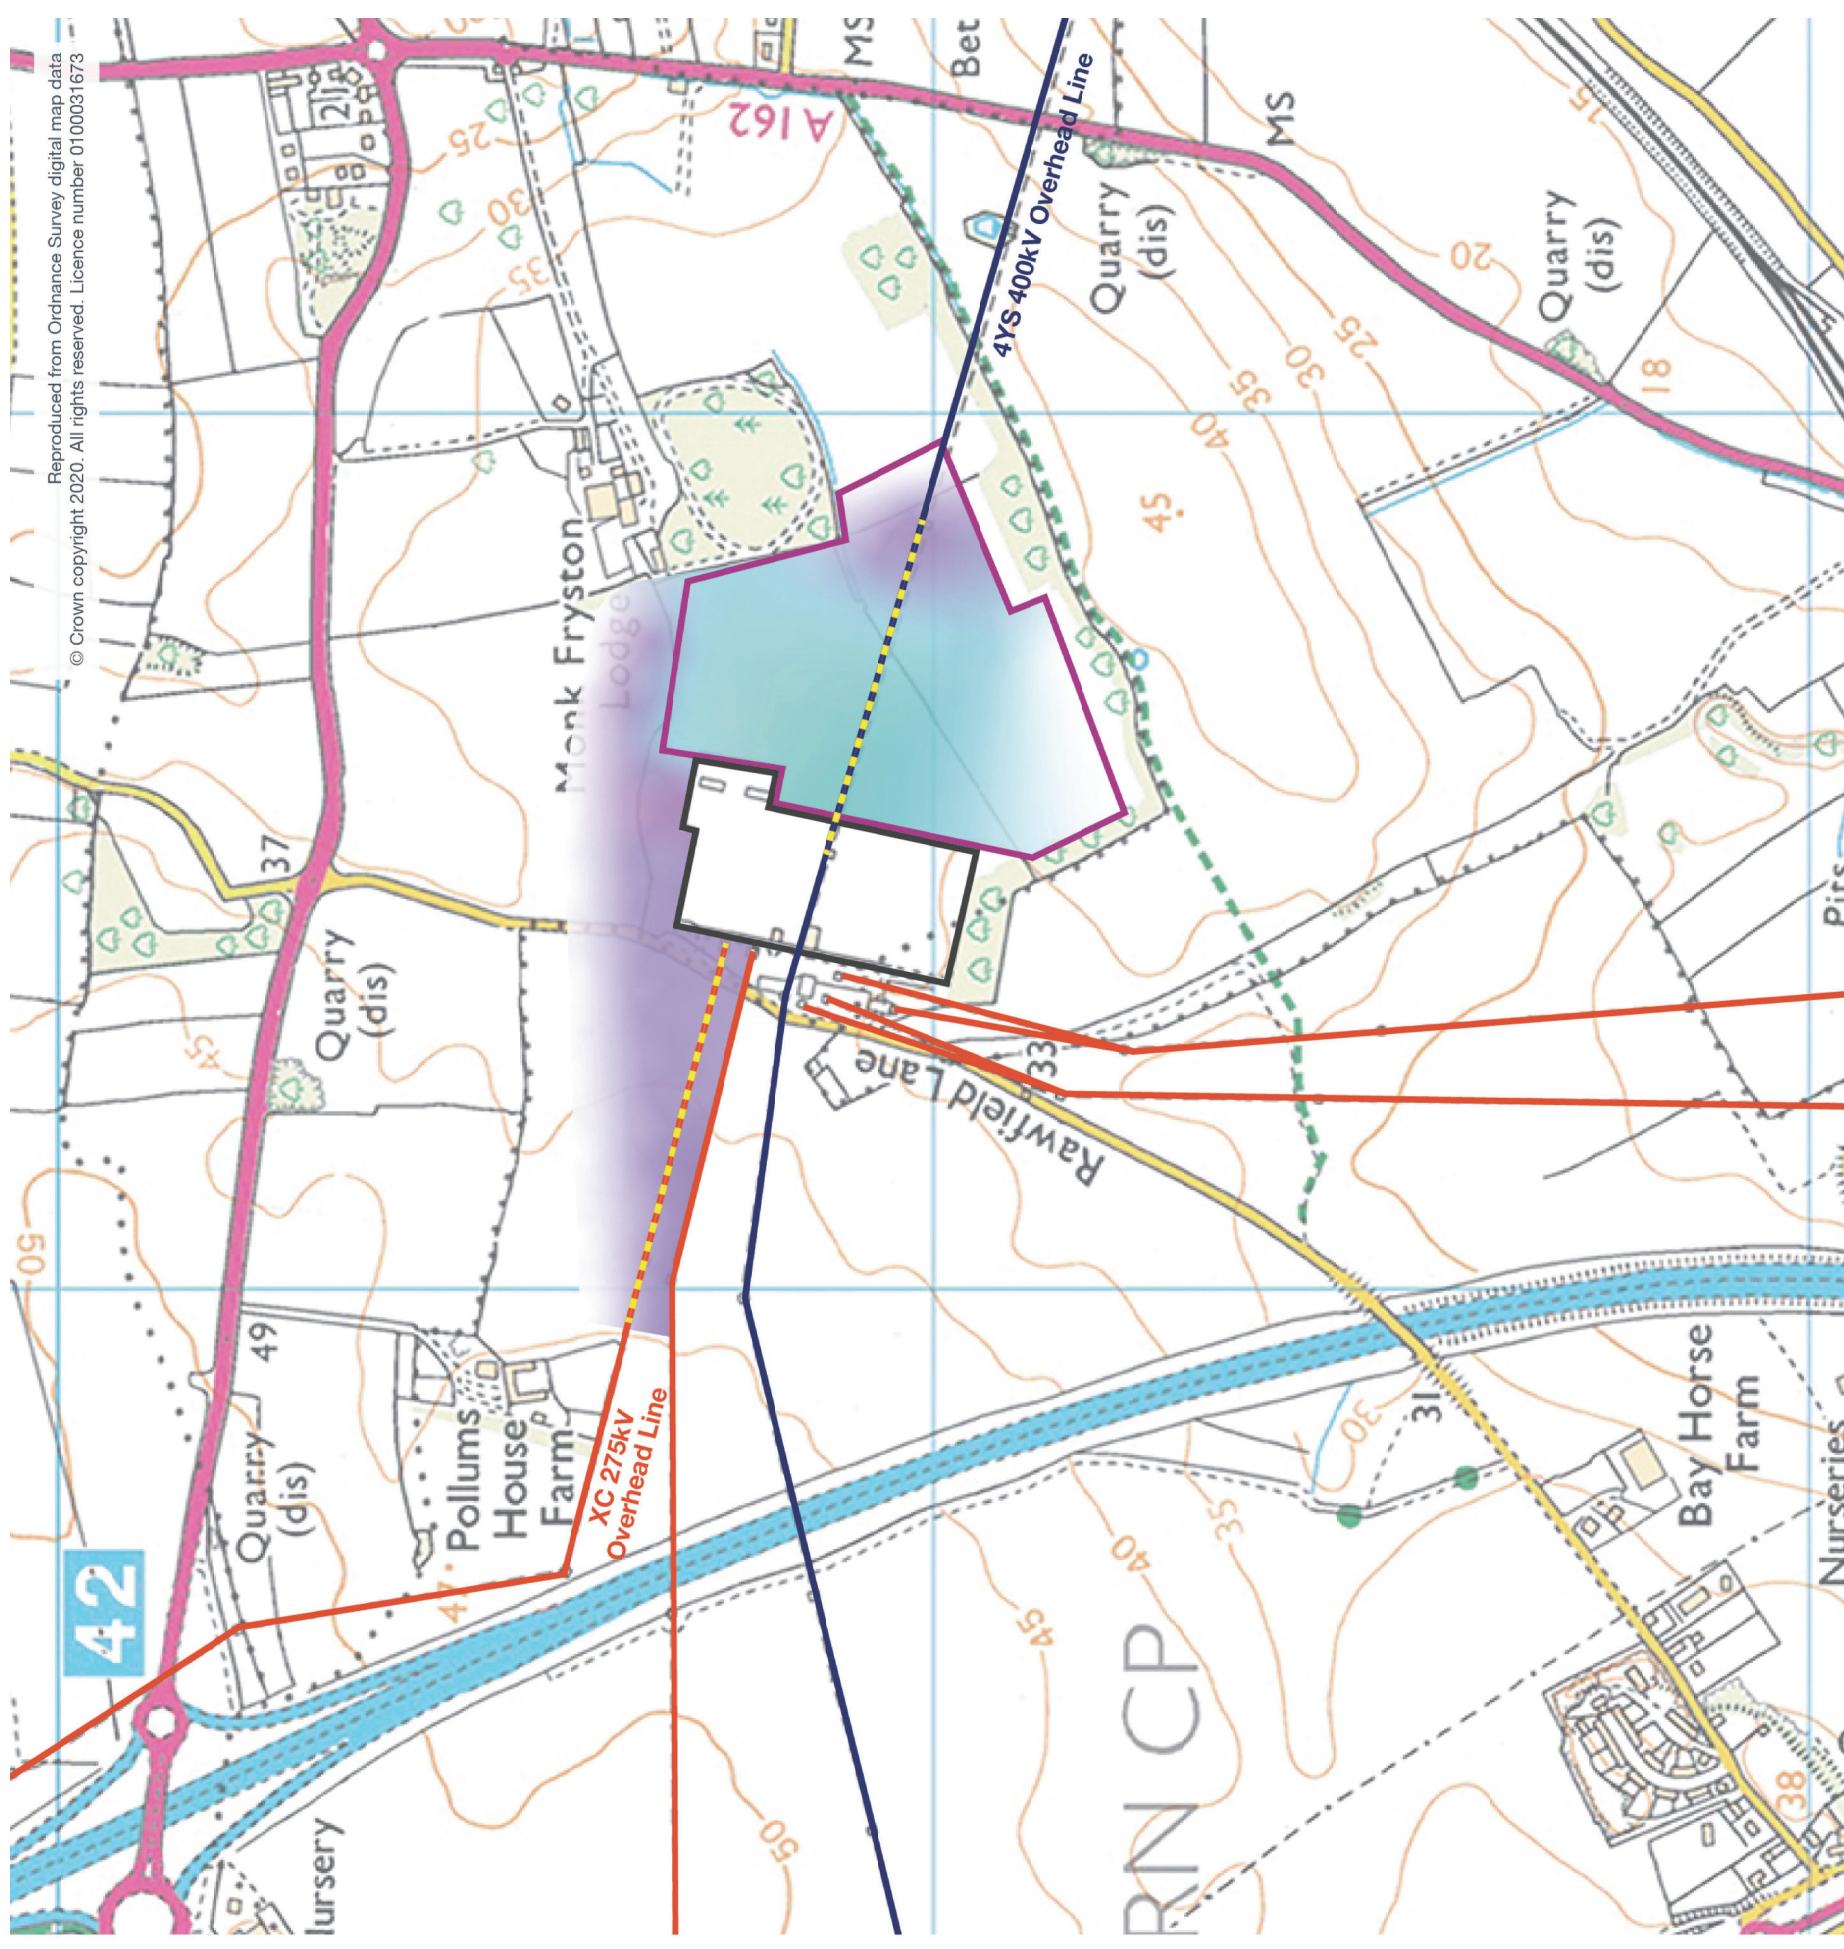 Reproduced from Ordnance Survey digital map data
© Crown copyright 2020. All rights reserved. Licence number 0100031673
MS
Bet
21
25
A 162
4YS 400kV Overhead Line
MS
15
30
35
Quarry
(dis)
20
Quarry
(dis)
25
30
35
40
18
45
Monk Fryston
Lodge
37
Quarry
(dis)
45
Pits
Rawfield Lane
33
50
49
Pollums
House
Farm
XC 275kV
Overhead Line
Quarry
(dis)
42
47
31
30
35
40
45
Bay Horse
Farm
Nurseries
RN CP
50
38
lursery